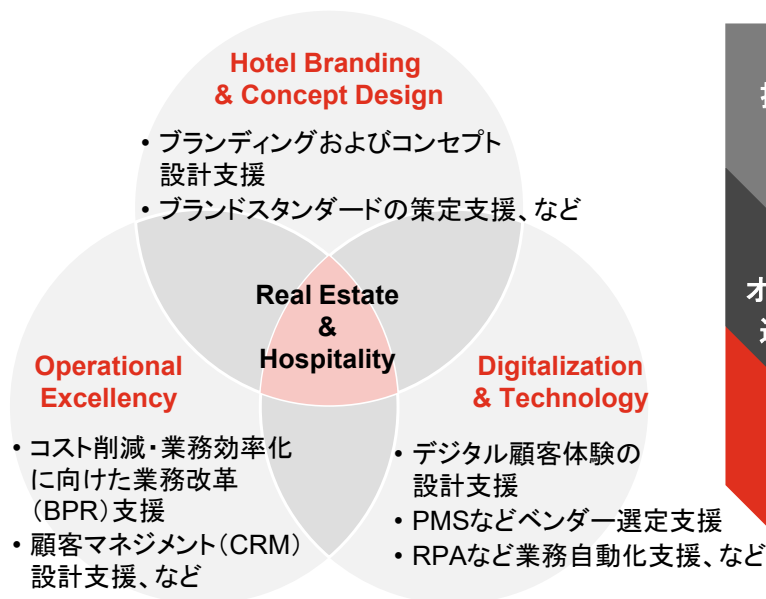 Hotel Branding
& Concept Design
・ブランディングおよびコンセプト
設計支援
・ブランドスタンダードの策定支援、など
Real Estate
&
Hospitality
Operational
Excellency
・コスト削減・業務効率化
に向けた業務改革
(BPR)支援
・顧客マネジメント(CRM)
設計支援、など
Digitalization
& Technology
・デジタル顧客体験の
設計支援
・PMSなどベンダー選定支援
・RPAなど業務自動化支援、など
オ